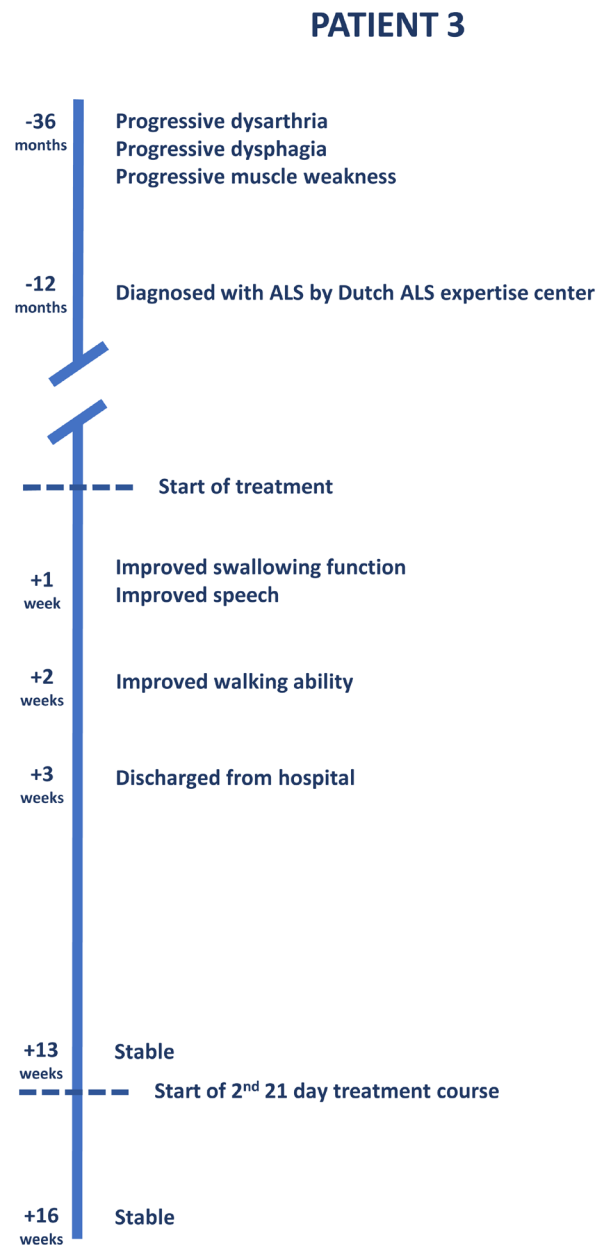 PATIENT 3
-36
months
Progressive dysarthria
Progressive dysphagia
Progressive muscle weakness
-12
months
Diagnosed with ALS by Dutch ALS expertise center
Start of treatment
+1
week
Improved swallowing function
Improved speech
+2
weeks
Improved walking ability
+3
weeks
Discharged from hospital
+13
weeks
Stable
Start of 2nd 21 day treatment course
+16
weeks
Stable